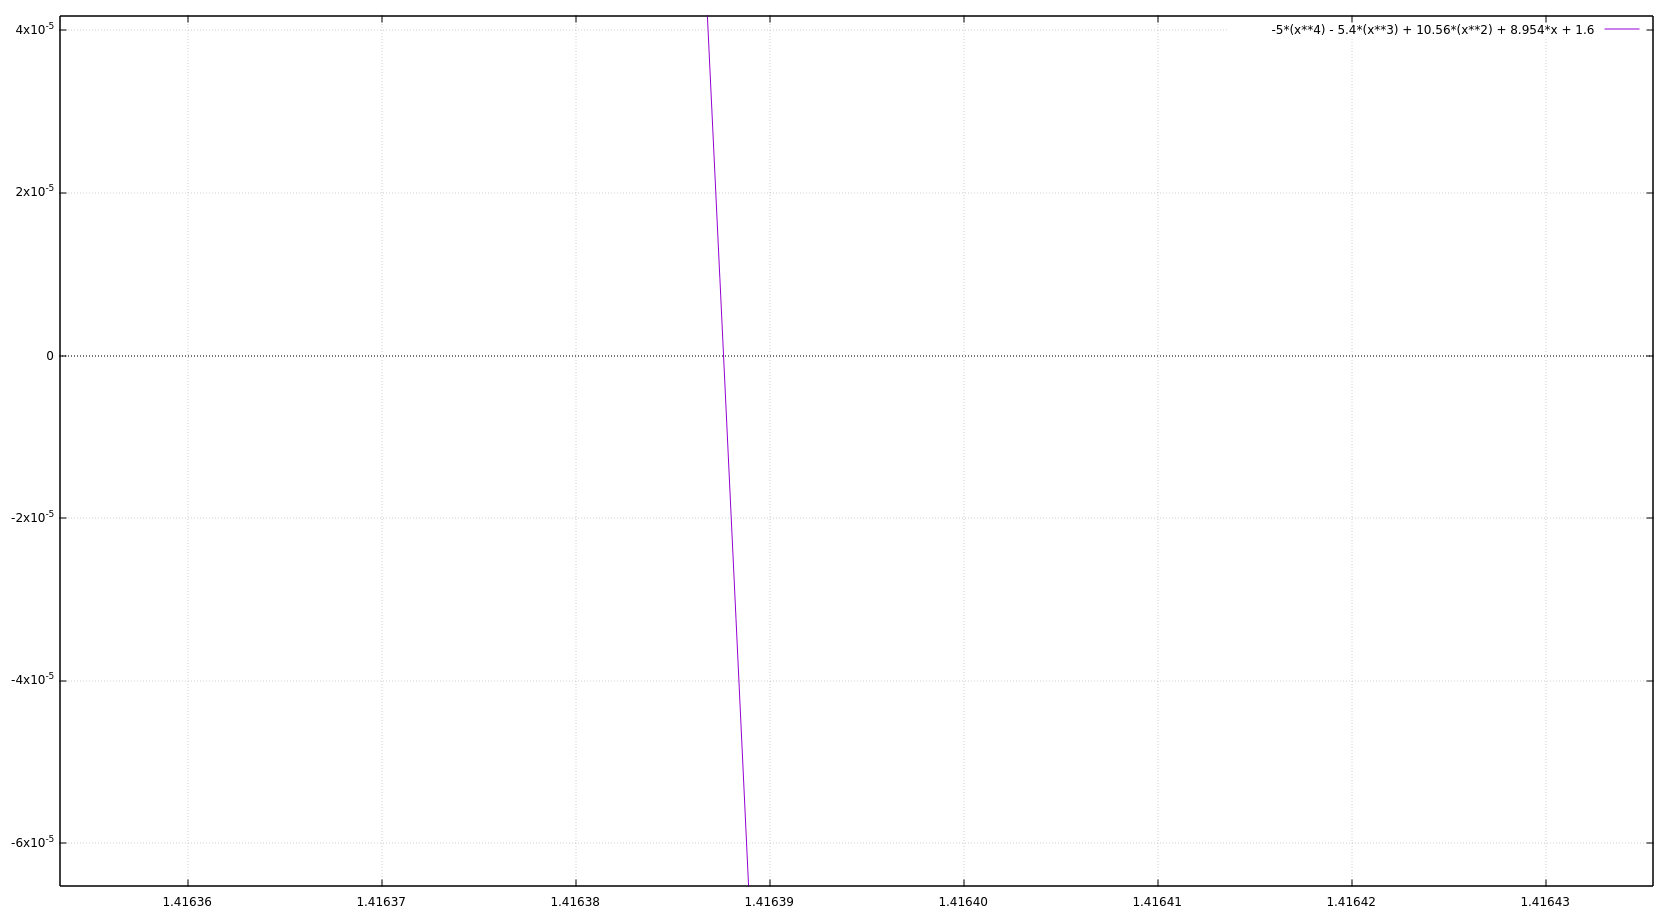 -5*(x**4) - 5.4*(x**3) + 10.56*(x**2) + 8.954*x + 1.6
4x10⁻⁵
2x10⁻⁵
0
-2x10⁻⁵
-4x10⁻⁵
-6x10⁻⁵
1.41636 1.41637 1.41638 1.41639 1.41640 1.41641 1.41642 1.41643